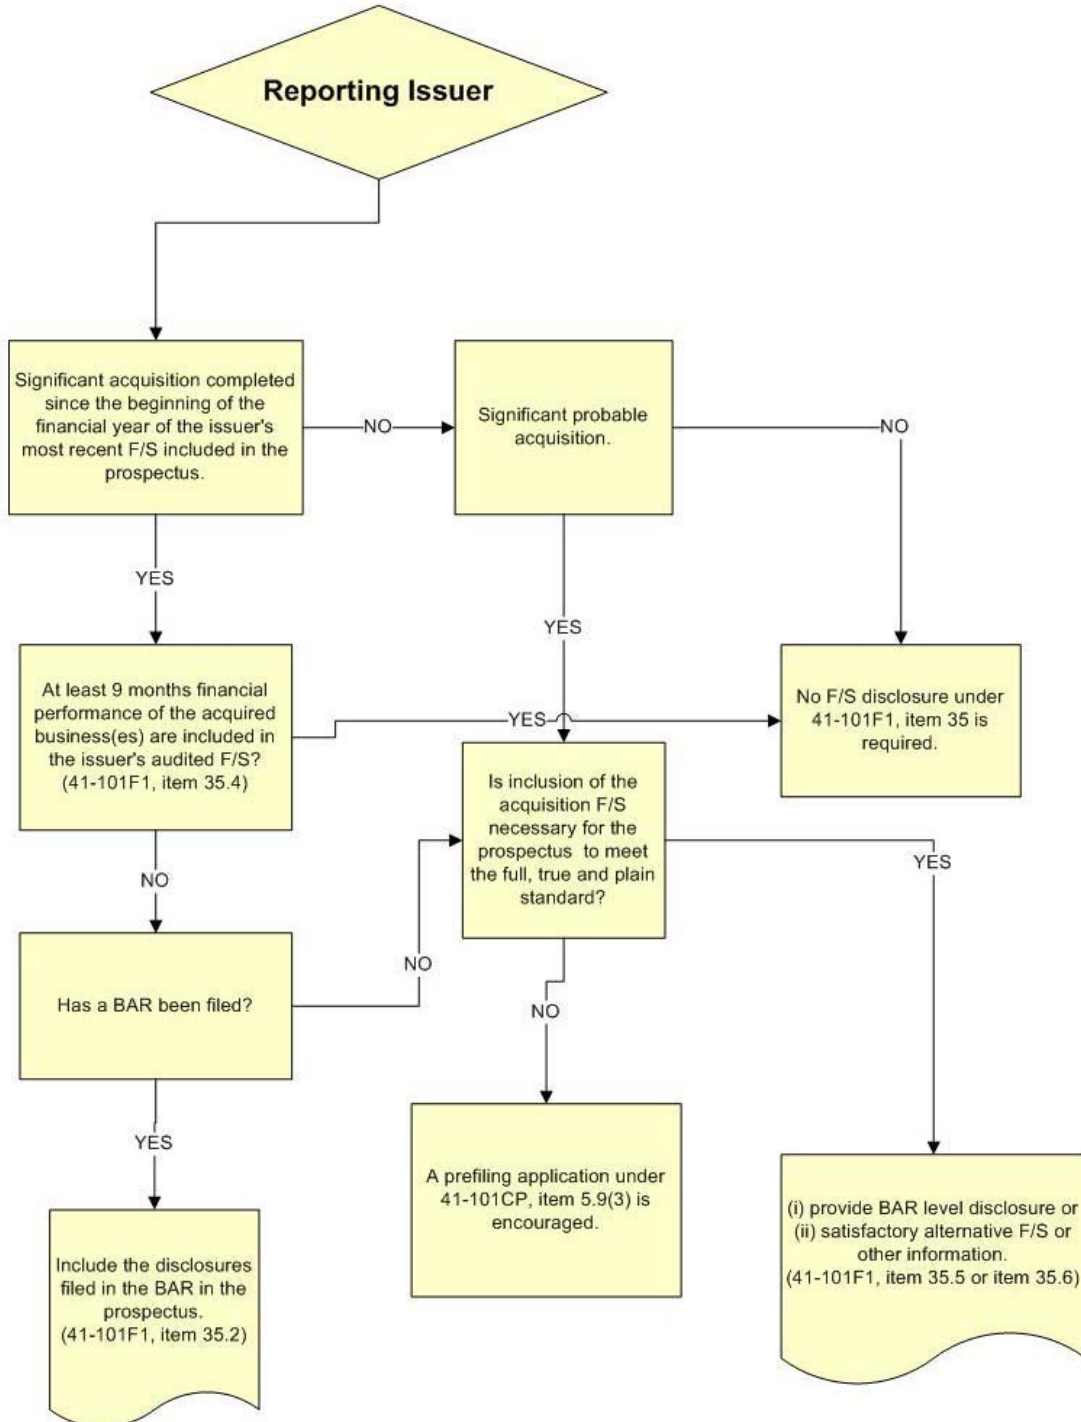 Reporting Issuer
Significant acquisition completed
since the beginning of the
financial year of the issuer's
most recent F/S included in the
prospectus.
NO
Significant probable
acquisition.
NO
YES
YES
At least 9 months financial
performance of the acquired
business(es) are included in
the issuer's audited F/S?
(41-101F1, item 35.4)
YES
No F/S disclosure under
41-101F1, item 35 is
required.
Is inclusion of the
acquisition F/S
necessary for the
prospectus to meet
the full, true and plain
standard?
YES
NO
Has a BAR been filed?
NO
NO
YES
A prefiling application under
41-101CP, item 5.9(3) is
encouraged.
(i) provide BAR level disclosure or
(ii) satisfactory alternative F/S or
other information.
(41-101F1, item 35.5 or item 35.6)
Include the disclosures
filed in the BAR in the
prospectus.
(41-101F1, item 35.2)